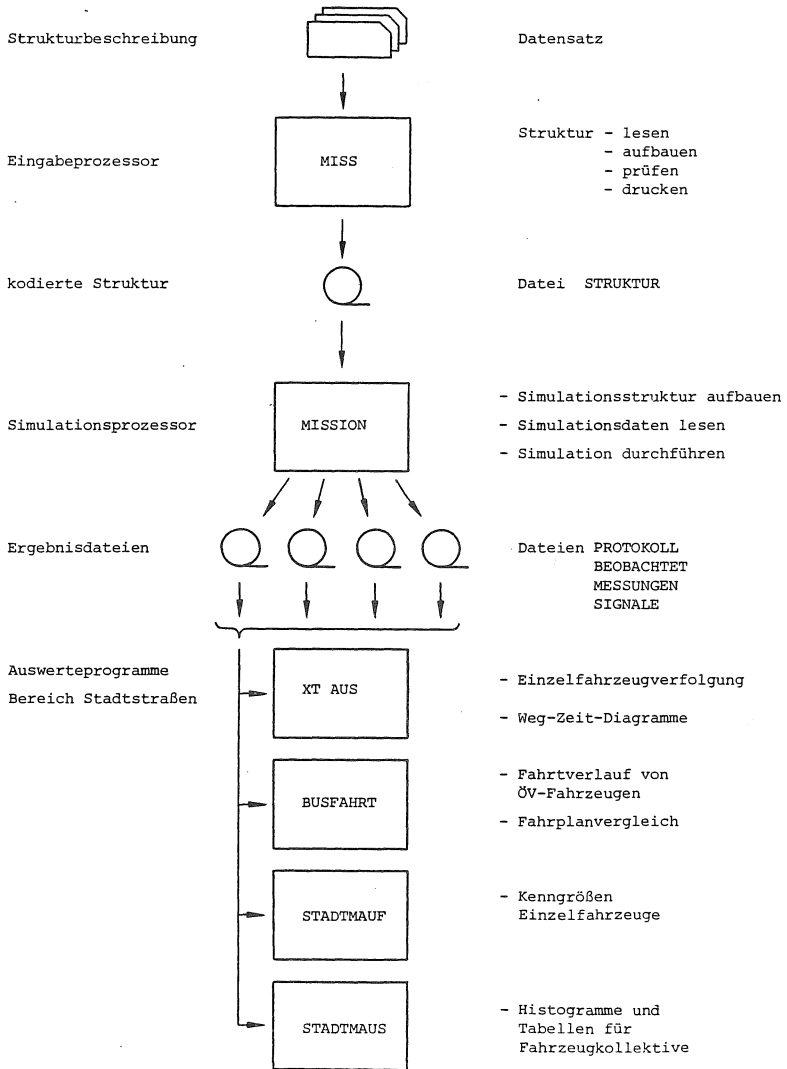 Strukturbeschreibung
Datensatz
Eingabeprozessor
MISS
Struktur - lesen
- aufbauen
- prüfen
- drucken
kodierte Struktur
Datei STRUKTUR
Simulationsprozessor
MISSION
- Simulationsstruktur aufbauen
- Simulationsdaten lesen
- Simulation durchführen
Ergebnisdateien
Dateien PROTOKOLL
BEOBACHTET
MESSUNGEN
SIGNALE
Auswerteprogramme
Bereich Stadtstraßen
XT AUS
- Einzelfahrzeugverfolgung
- Weg-Zeit-Diagramme
BUSFAHRT
- Fahrtverlauf von
ÖV-Fahrzeugen
- Fahrplanvergleich
STADTMAUF
- Kenngrößen
Einzelfahrzeuge
STADTMAUS
- Histogramme und
Tabellen für
Fahrzeugkollektive